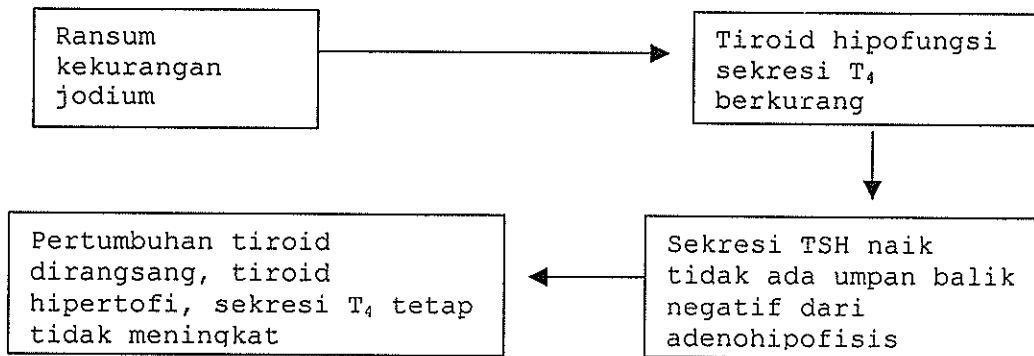 Ransum
kekurangan
jodium
Tiroid hipofungsi
sekresi T₄
berkurang
Sekresi TSH naik
tidak ada umpan balik
negatif dari
adenohipofisis
Pertumbuhan tiroid
dirangsang, tiroid
hipertofi, sekresi T₄ tetap
tidak meningkat